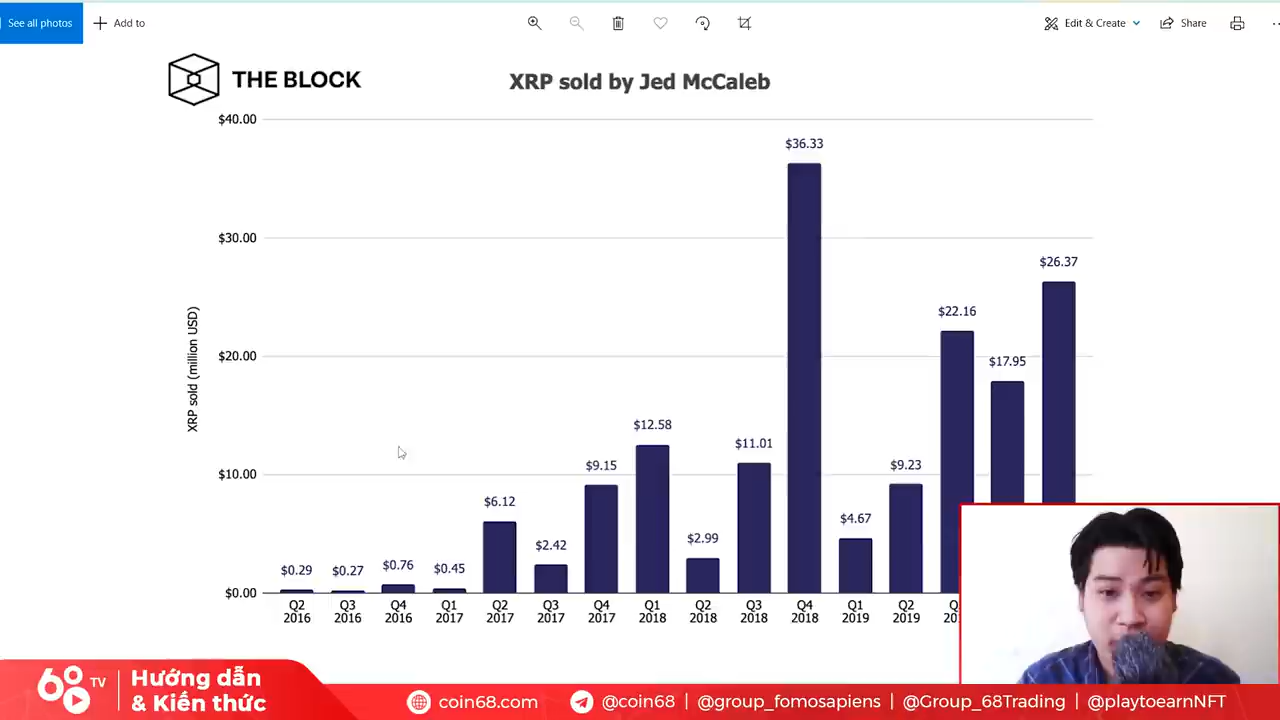 See all photos
Add to
Edit & Create
Share
THE BLOCK
XRP sold by Jed McCaleb
XRP sold (million USD)
$40.00
$30.00
$20.00
$10.00
$0.00
$0.29
$0.27
$0.76
$0.45
$6.12
$2.42
$9.15
$12.58
$2.99
$11.01
$36.33
$4.67
$9.23
$22.16
$17.95
$26.37
Q2 2016
Q3 2016
Q4 2016
Q1 2017
Q2 2017
Q3 2017
Q4 2017
Q1 2018
Q2 2018
Q3 2018
Q4 2018
Q1 2019
Q2 2019
68 TV
Hướng dẫn
& Kiến thức
coin68.com
@coin68 | @group_fomosapiens | @Group_68Trading | @playtoearnNFT